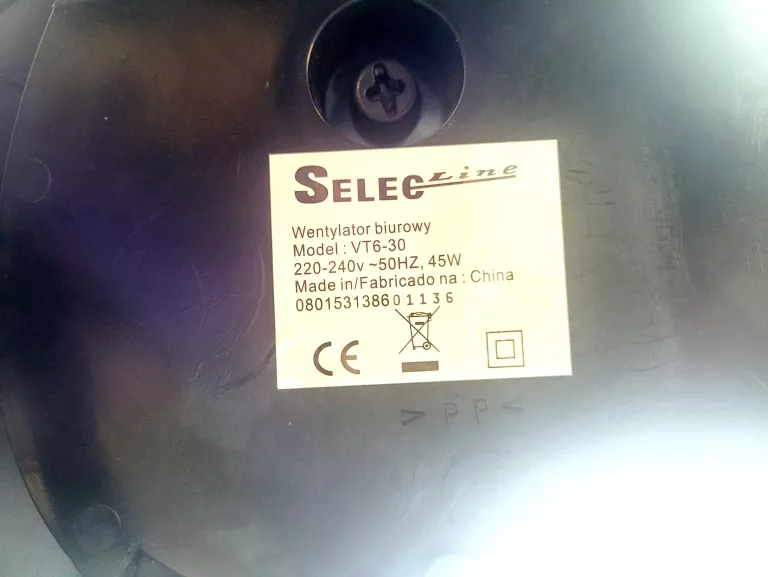 SELECLine
Wentylator biurowy
Model : VT6-30
220-240v ~50HZ, 45W
Made in/Fabricado na : China
080153138601136
CE
> PP <